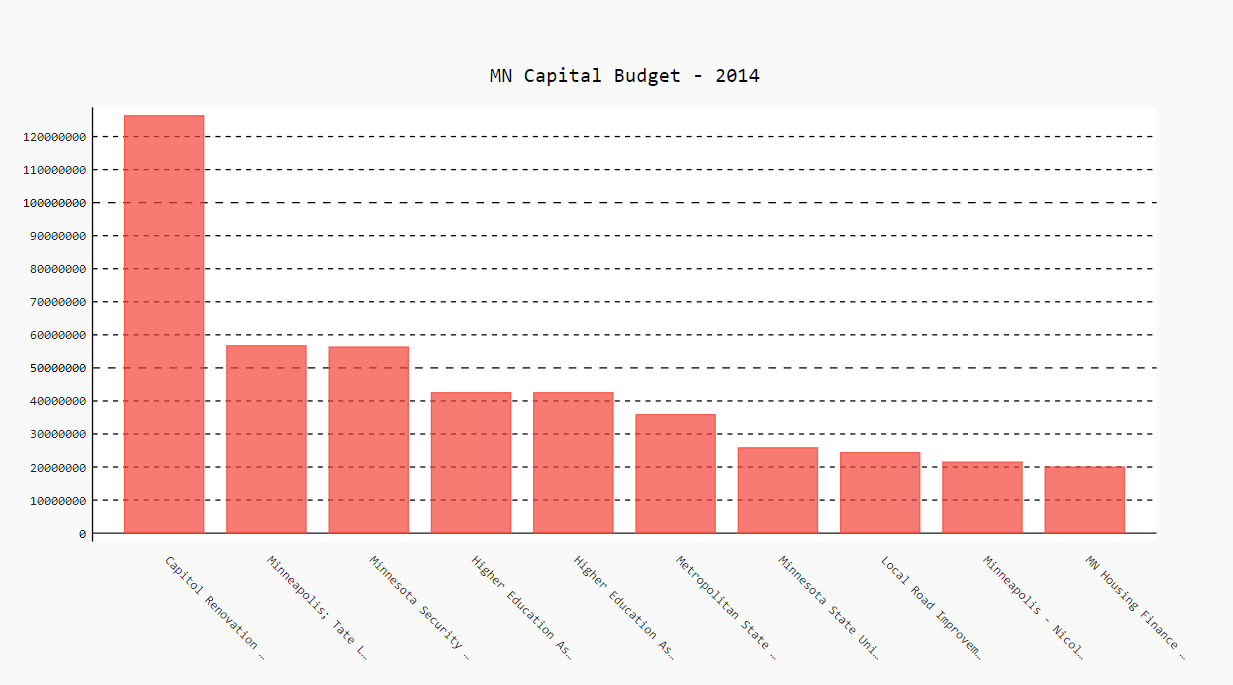 MN Capital Budget - 2014
120000000
110000000
100000000
90000000
80000000
70000000
60000000
50000000
40000000
30000000
20000000
10000000
0
Capitol Renovation …
Minneapolis; Tate L…
Minnesota Security …
Higher Education As…
Higher Education As…
Metropolitan State …
Minnesota State Uni…
Local Road Improvem…
Minneapolis - Nicol…
MN Housing Finance …